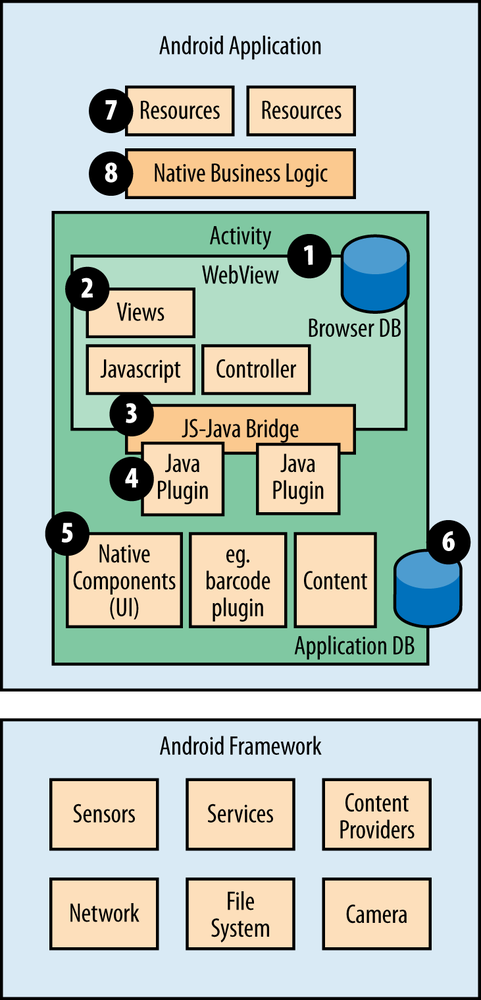 Android Application
7 Resources Resources
8 Native Business Logic
Activity
1
WebView
2
Views
Browser DB
Javascript Controller
3
JS-Java Bridge
4
Java
Plugin
Java
Plugin
5
6
Native
Components
(UI)
eg.
barcode
plugin
Content
Application DB
Android Framework
Sensors
Services
Content
Providers
Network
File
System
Camera